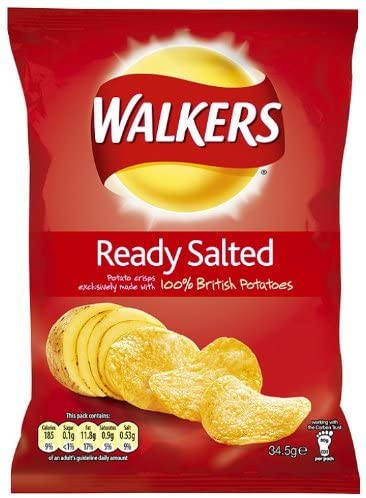 WALKERS
®
Ready Salted
Potato crisps
exclusively made with 100% British Potatoes
This pack contains:
Calories Sugar Fat Saturates Salt
185 0.1g 11.8g 0.9g 0.53g
9% <1% 17% 5% 9%
of an adult's guideline daily amount
34.5g e
working with
the Carbon Trust
80g
CO2
per pack